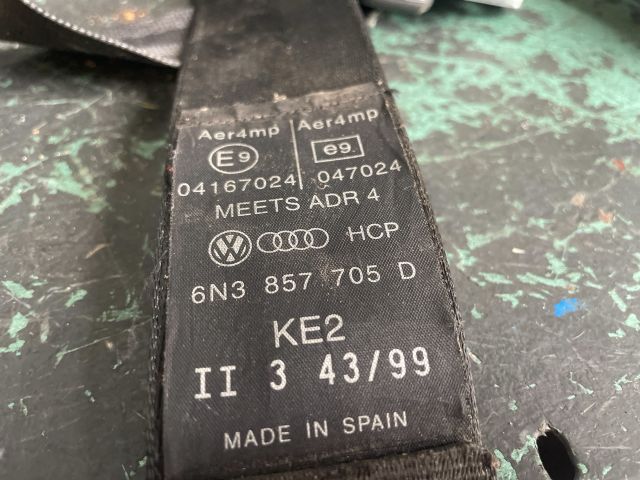 Aer4mp Aer4mp
E9 e9.
04167024 047024
MEETS ADR 4
VW HCP
6N3 857 705 D
KE2
II 3 43/99
MADE IN SPAIN